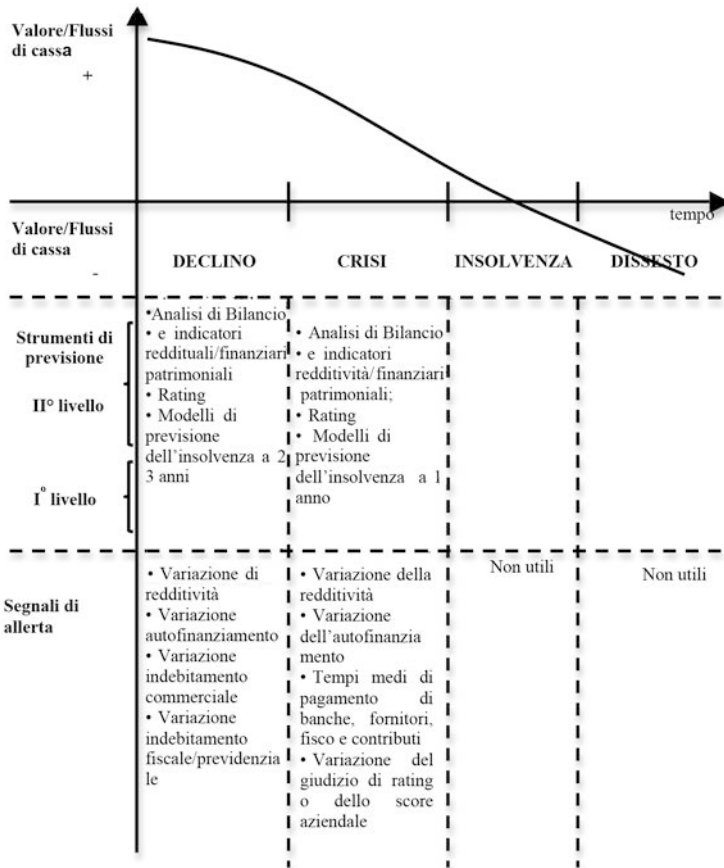 Valore/Flussi
di cassa
+
tempo
Valore/Flussi
di cassa
-
DECLINO
CRISI
INSOLVENZA
DISSESTO
Strumenti di
previsione
II° livello
I° livello
•Analisi di Bilancio
• e indicatori
reddituali/finanziari
patrimoniali
• Rating
• Modelli di
previsione
dell'insolvenza a 2
3 anni
• Analisi di Bilancio
• e indicatori
redditività/finanziari
patrimoniali;
• Rating
• Modelli di
previsione
dell'insolvenza a 1
anno
Segnali di
allerta
• Variazione di
redditività
• Variazione
autofinanziamento
• Variazione
indebitamento
commerciale
• Variazione
indebitamento
fiscale/previdenzia
le
• Variazione della
redditività
• Variazione
dell'autofinanzia
mento
• Tempi medi di
pagamento di
banche, fornitori,
fisco e contributi
• Variazione del
giudizio di rating
o dello score
aziendale
Non utili
Non utili